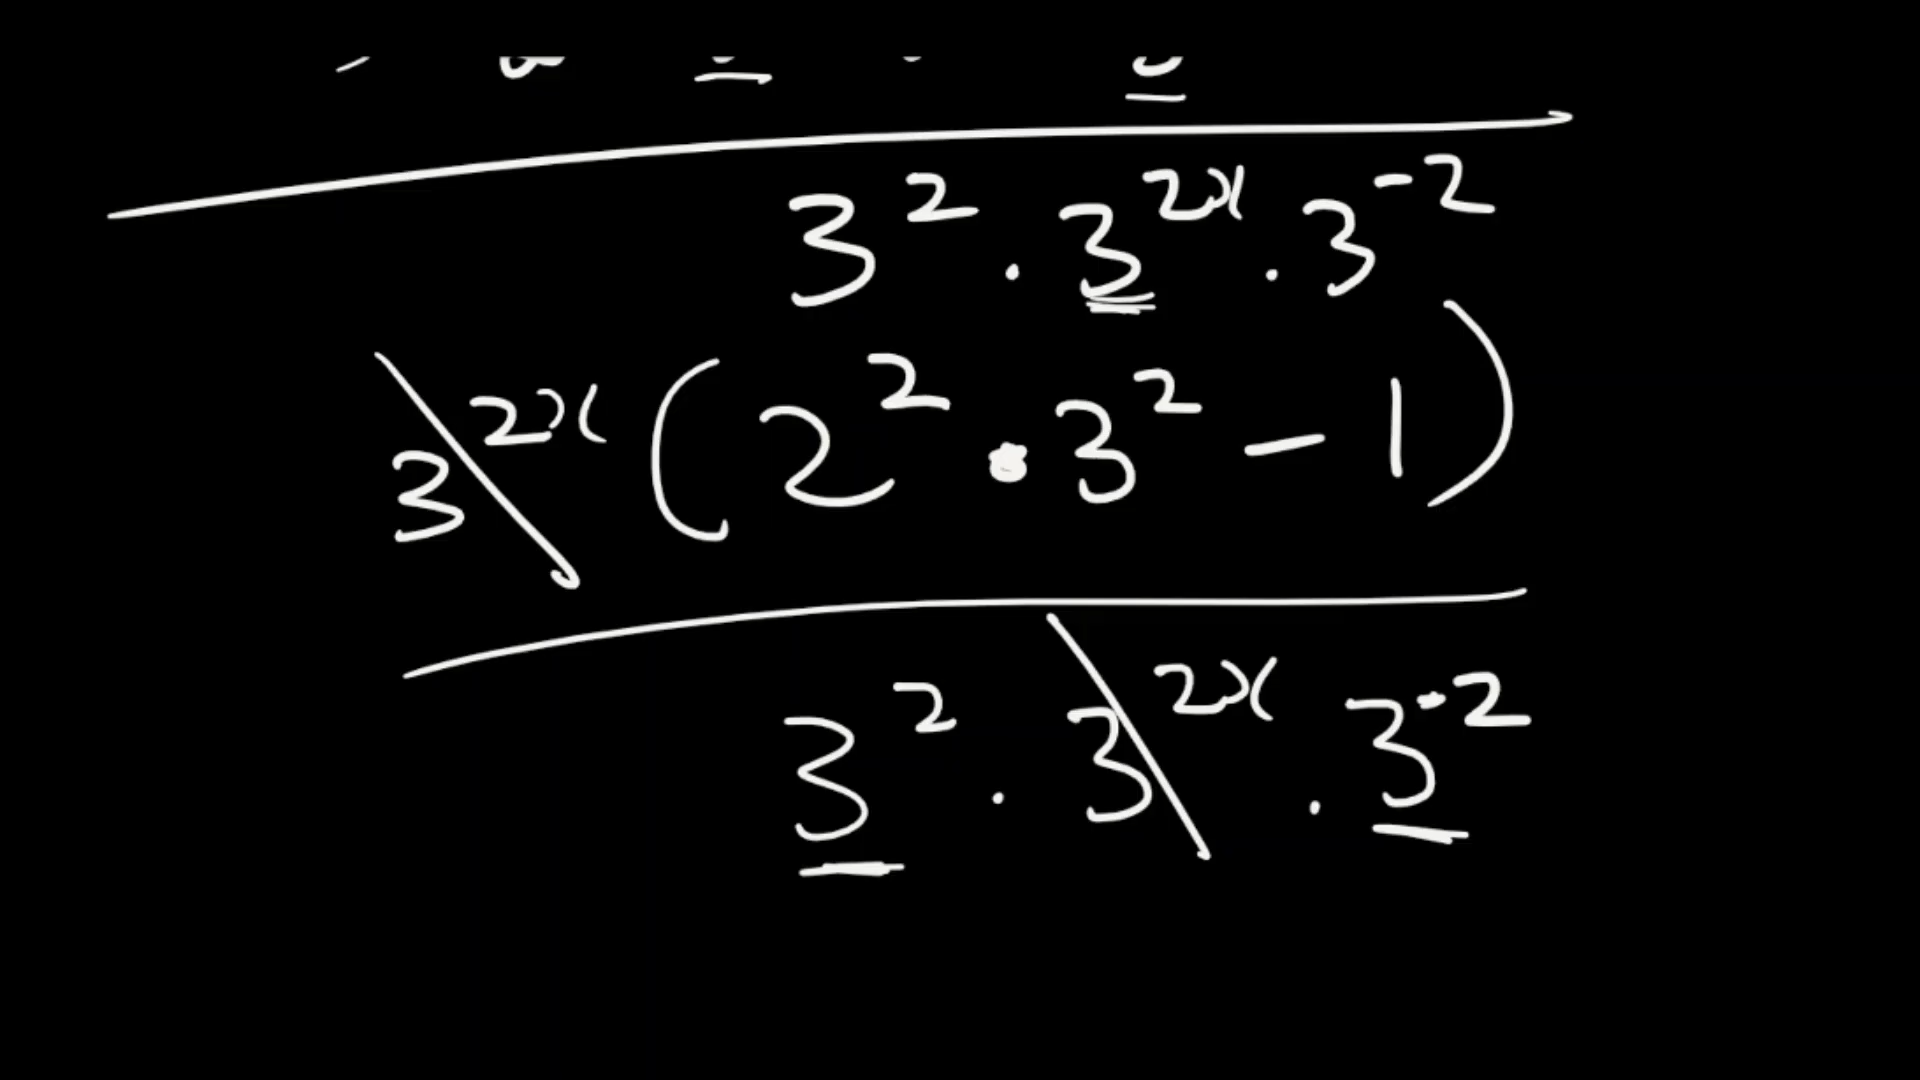 3² · 3²ˣ · 3⁻²
3²ˣ (2² · 3² − 1)
3² · 3²ˣ · 3⁻²